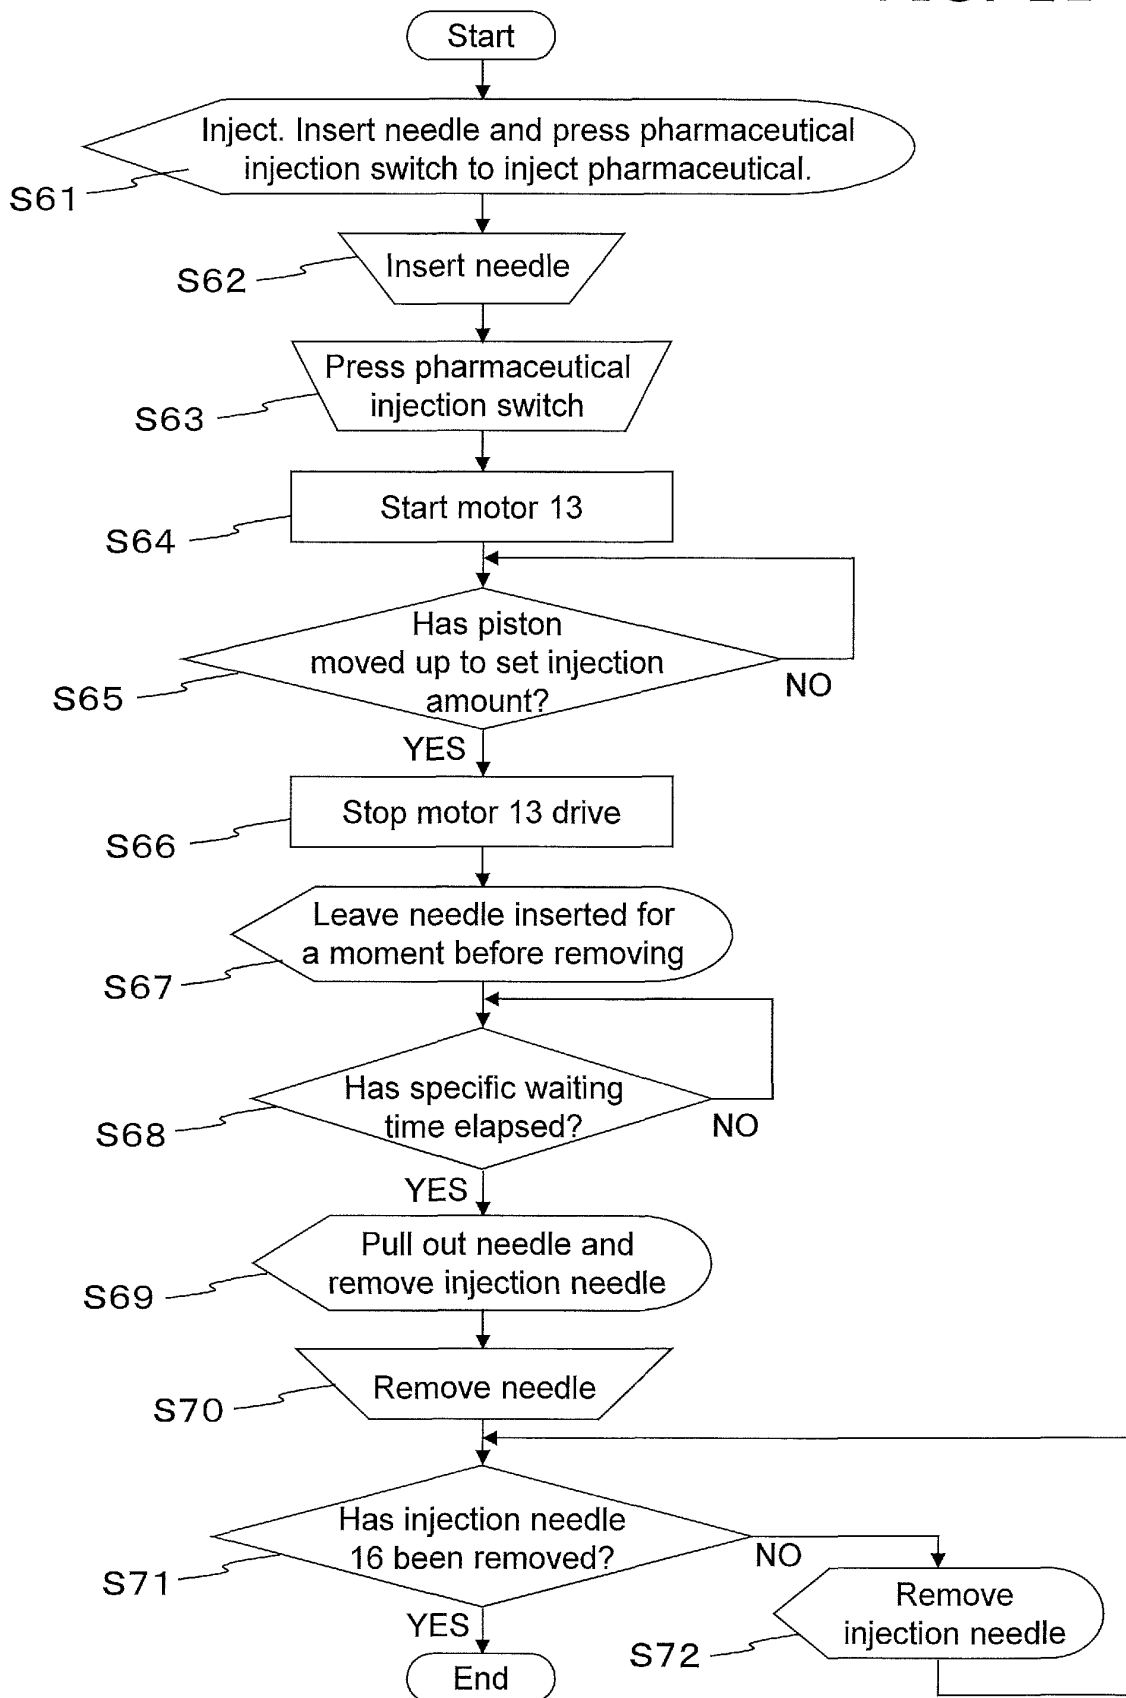 Start
Inject. Insert needle and press pharmaceutical
injection switch to inject pharmaceutical.
S61
Insert needle
S62
Press pharmaceutical
injection switch
S63
Start motor 13
S64
Has piston
moved up to set injection
amount?
S65
NO
YES
Stop motor 13 drive
S66
Leave needle inserted for
a moment before removing
S67
Has specific waiting
time elapsed?
S68
NO
YES
Pull out needle and
remove injection needle
S69
Remove needle
S70
Has injection needle
16 been removed?
S71
NO
Remove
injection needle
S72
YES
End